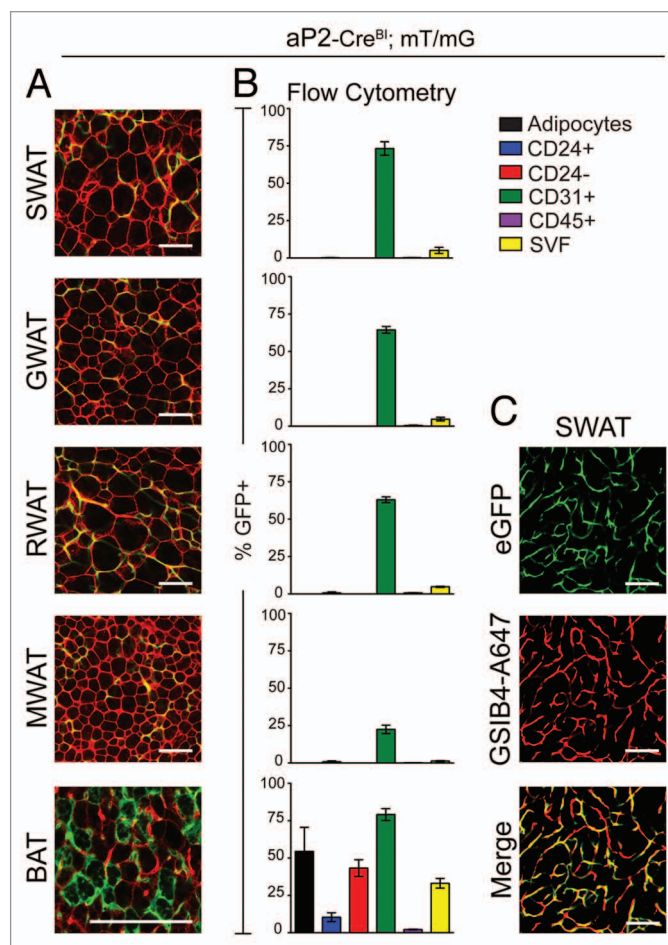 aP2-Cre^BI; mT/mG
A
B
Flow Cytometry
SWAT
100
75
50
25
0
Adipocytes
CD24+
CD24-
CD31+
CD45+
SVF
GWAT
100
75
50
25
0
C
SWAT
RWAT
% GFP+
100
75
50
25
0
eGFP
MWAT
100
75
50
25
0
GSIB4-A647
BAT
100
75
50
25
0
Merge